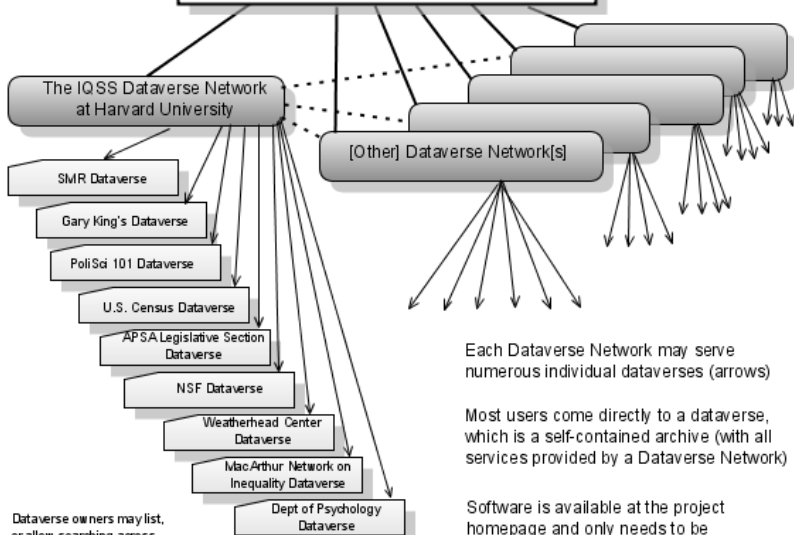 The IQSS Dataverse Network
at Harvard University
[Other] Dataverse Network[s]
SMR Dataverse
Gary King's Dataverse
PoliSci 101 Dataverse
U.S. Census Dataverse
APSA Legislative Section
Dataverse
NSF Dataverse
Weatherhead Center
Dataverse
MacArthur Network on
Inequality Dataverse
Dept of Psychology
Dataverse
Each Dataverse Network may serve
numerous individual dataverses (arrows)
Most users come directly to a dataverse,
which is a self-contained archive (with all
services provided by a Dataverse Network)
Software is available at the project
homepage and only needs to be
Dataverse owners may list,
or allow searching across